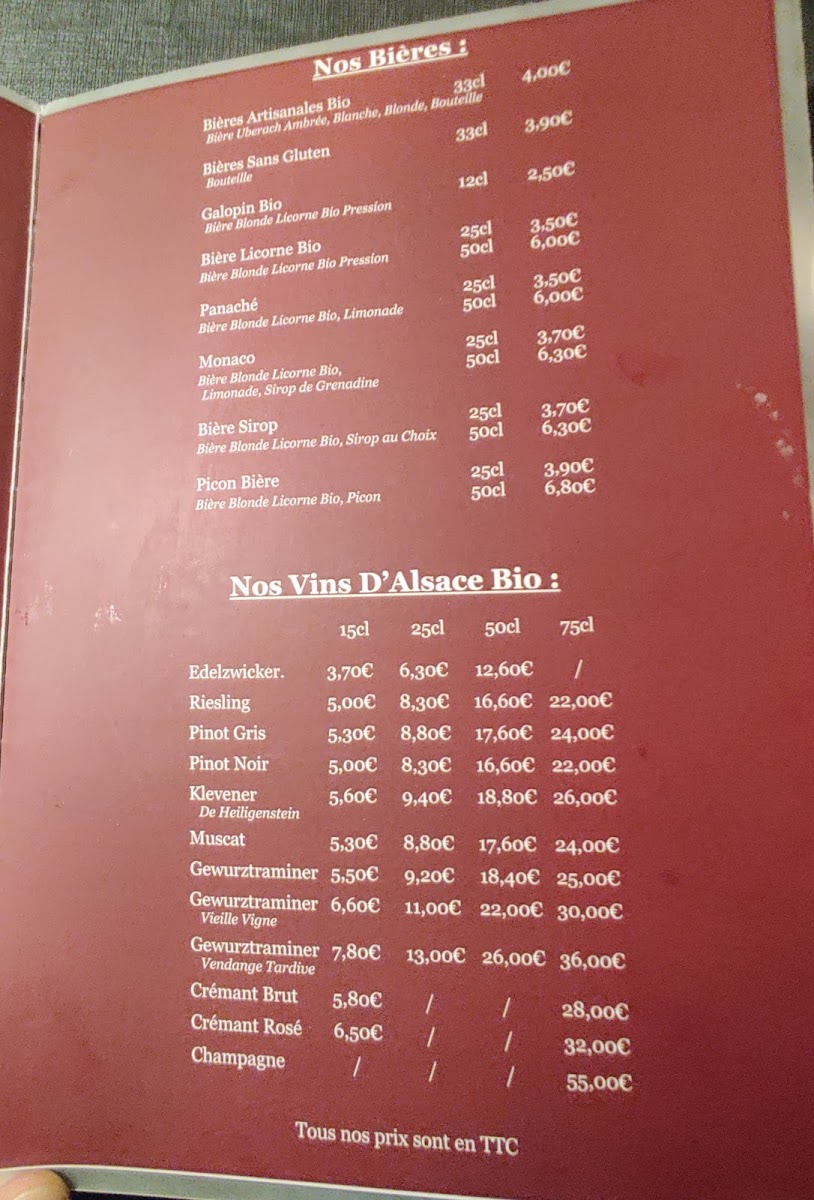 Nos Bières :
Bières Artisanales Bio 33cl 4,00€
Bière Uberach Ambrée, Blanche, Blonde, Bouteille
Bières Sans Gluten 33cl 3,90€
Bouteille
Galopin Bio 12cl 2,50€
Bière Blonde Licorne Bio Pression
Bière Licorne Bio 25cl 3,50€
Bière Blonde Licorne Bio Pression 50cl 6,00€
Panaché 25cl 3,50€
Bière Blonde Licorne Bio, Limonade 50cl 6,00€
Monaco 25cl 3,70€
Bière Blonde Licorne Bio, 50cl 6,30€
Limonade, Sirop de Grenadine
Bière Sirop 25cl 3,70€
Bière Blonde Licorne Bio, Sirop au Choix 50cl 6,30€
Picon Bière 25cl 3,90€
Bière Blonde Licorne Bio, Picon 50cl 6,80€
Nos Vins D'Alsace Bio :
15cl 25cl 50cl 75cl
Edelzwicker. 3,70€ 6,30€ 12,60€ /
Riesling 5,00€ 8,30€ 16,60€ 22,00€
Pinot Gris 5,30€ 8,80€ 17,60€ 24,00€
Pinot Noir 5,00€ 8,30€ 16,60€ 22,00€
Klevener 5,60€ 9,40€ 18,80€ 26,00€
De Heiligenstein
Muscat 5,30€ 8,80€ 17,60€ 24,00€
Gewurztraminer 5,50€ 9,20€ 18,40€ 25,00€
Gewurztraminer 6,60€ 11,00€ 22,00€ 30,00€
Vieille Vigne
Gewurztraminer 7,80€ 13,00€ 26,00€ 36,00€
Vendange Tardive
Crémant Brut 5,80€ / / 28,00€
Crémant Rosé 6,50€ / / 32,00€
Champagne / / / 55,00€
Tous nos prix sont en TTC